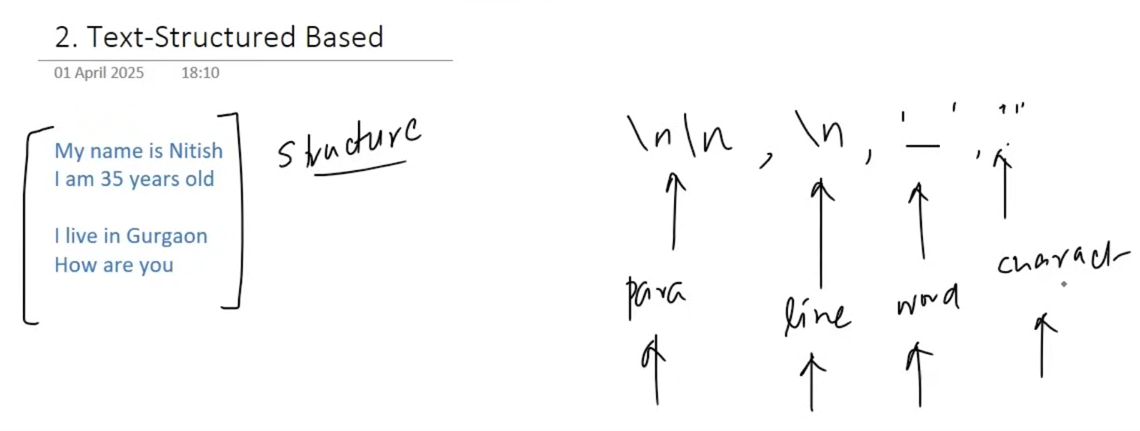 2. Text-Structured Based
01 April 2025 18:10
My name is Nitish
I am 35 years old
I live in Gurgaon
How are you
Structure
\n\n, \n, '_', ""
para line word charact